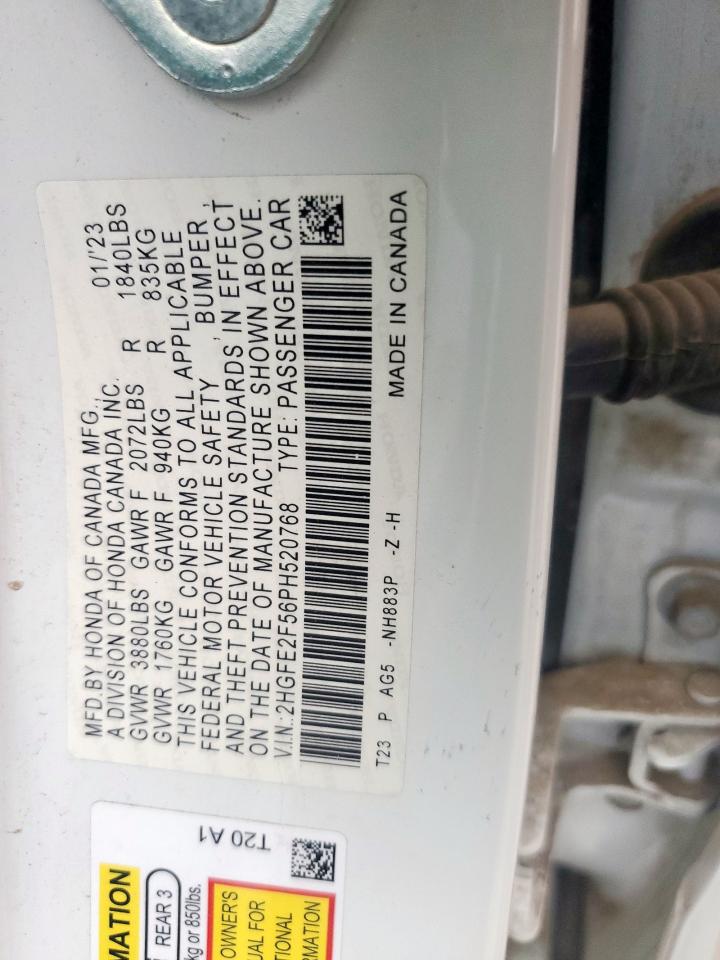 MFD.BY HONDA OF CANADA MFG.,
A DIVISION OF HONDA CANADA INC. 01/'23
GVWR 3880LBS GAWR F 2072LBS R 1840LBS
GVWR 1760KG GAWR F 940KG R 835KG
THIS VEHICLE CONFORMS TO ALL APPLICABLE
FEDERAL MOTOR VEHICLE SAFETY , BUMPER ,
AND THEFT PREVENTION STANDARDS IN EFFECT
ON THE DATE OF MANUFACTURE SHOWN ABOVE.
V.I.N.:2HGFE2F56PH520768 TYPE: PASSENGER CAR
T23 P AG5 -NH883P -Z -H MADE IN CANADA
T20 A1
MATION
REAR 3
kg or 850lbs.
OWNER'S
UAL FOR
TIONAL
RMATION